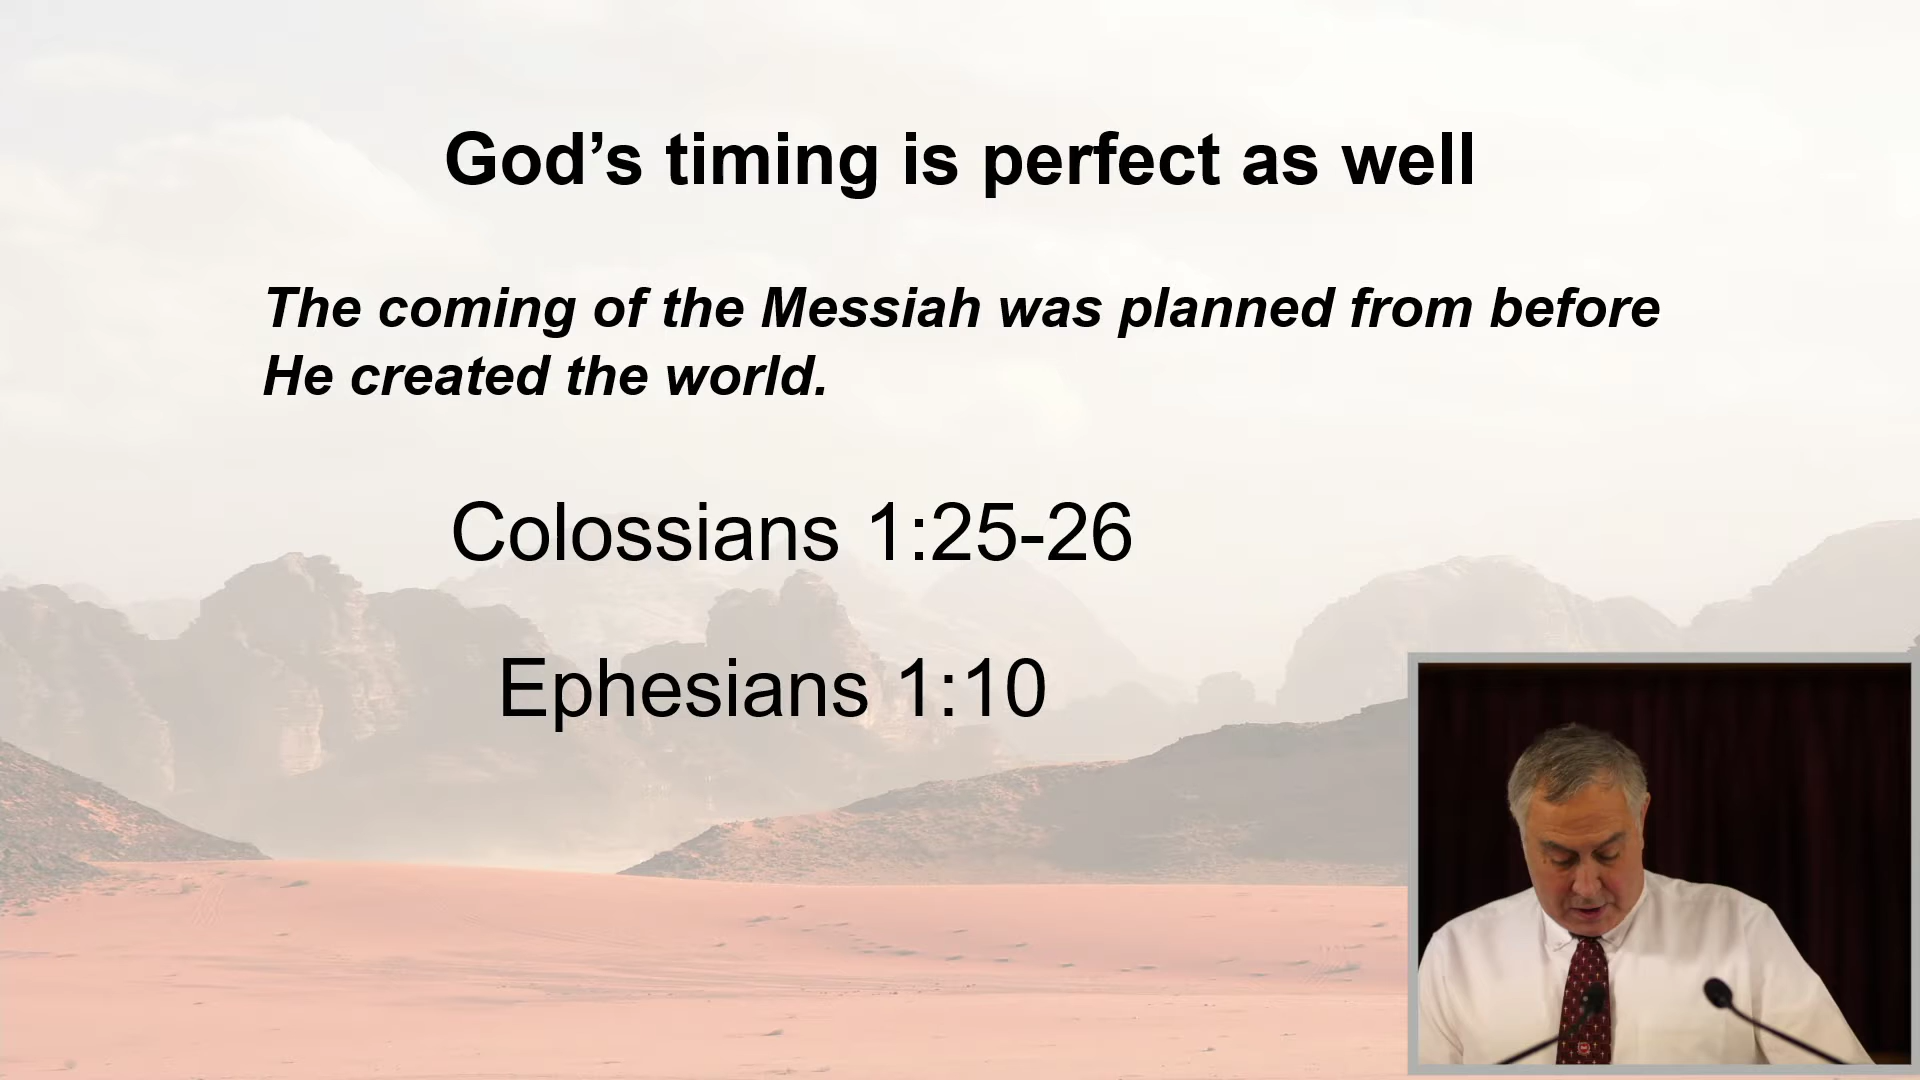 God’s timing is perfect as well
The coming of the Messiah was planned from before
He created the world.
Colossians 1:25-26
Ephesians 1:10